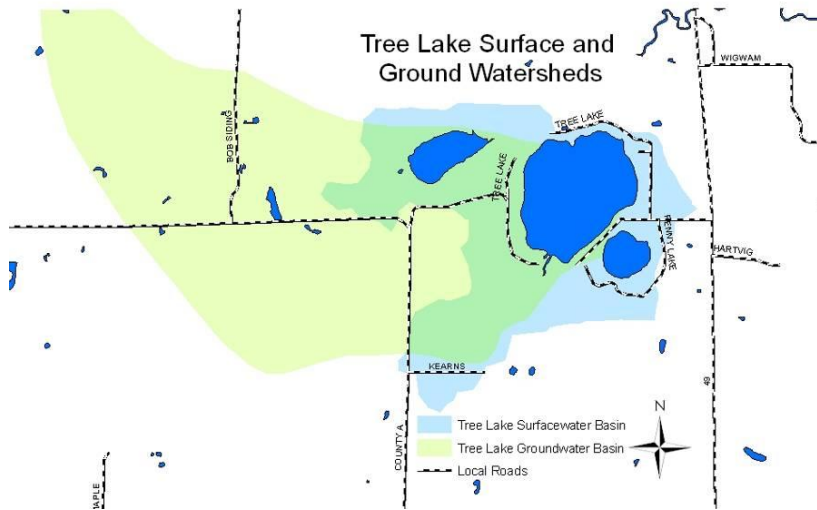 Tree Lake Surface and
Ground Watersheds
WIGWAM
TREE LAKE
BOB SIDING
TREE LAKE
PENNY LAKE
HARTVIG
KEARNS
49
N
Tree Lake Surfacewater Basin
Tree Lake Groundwater Basin
Local Roads
COUNTY A
MAPLE